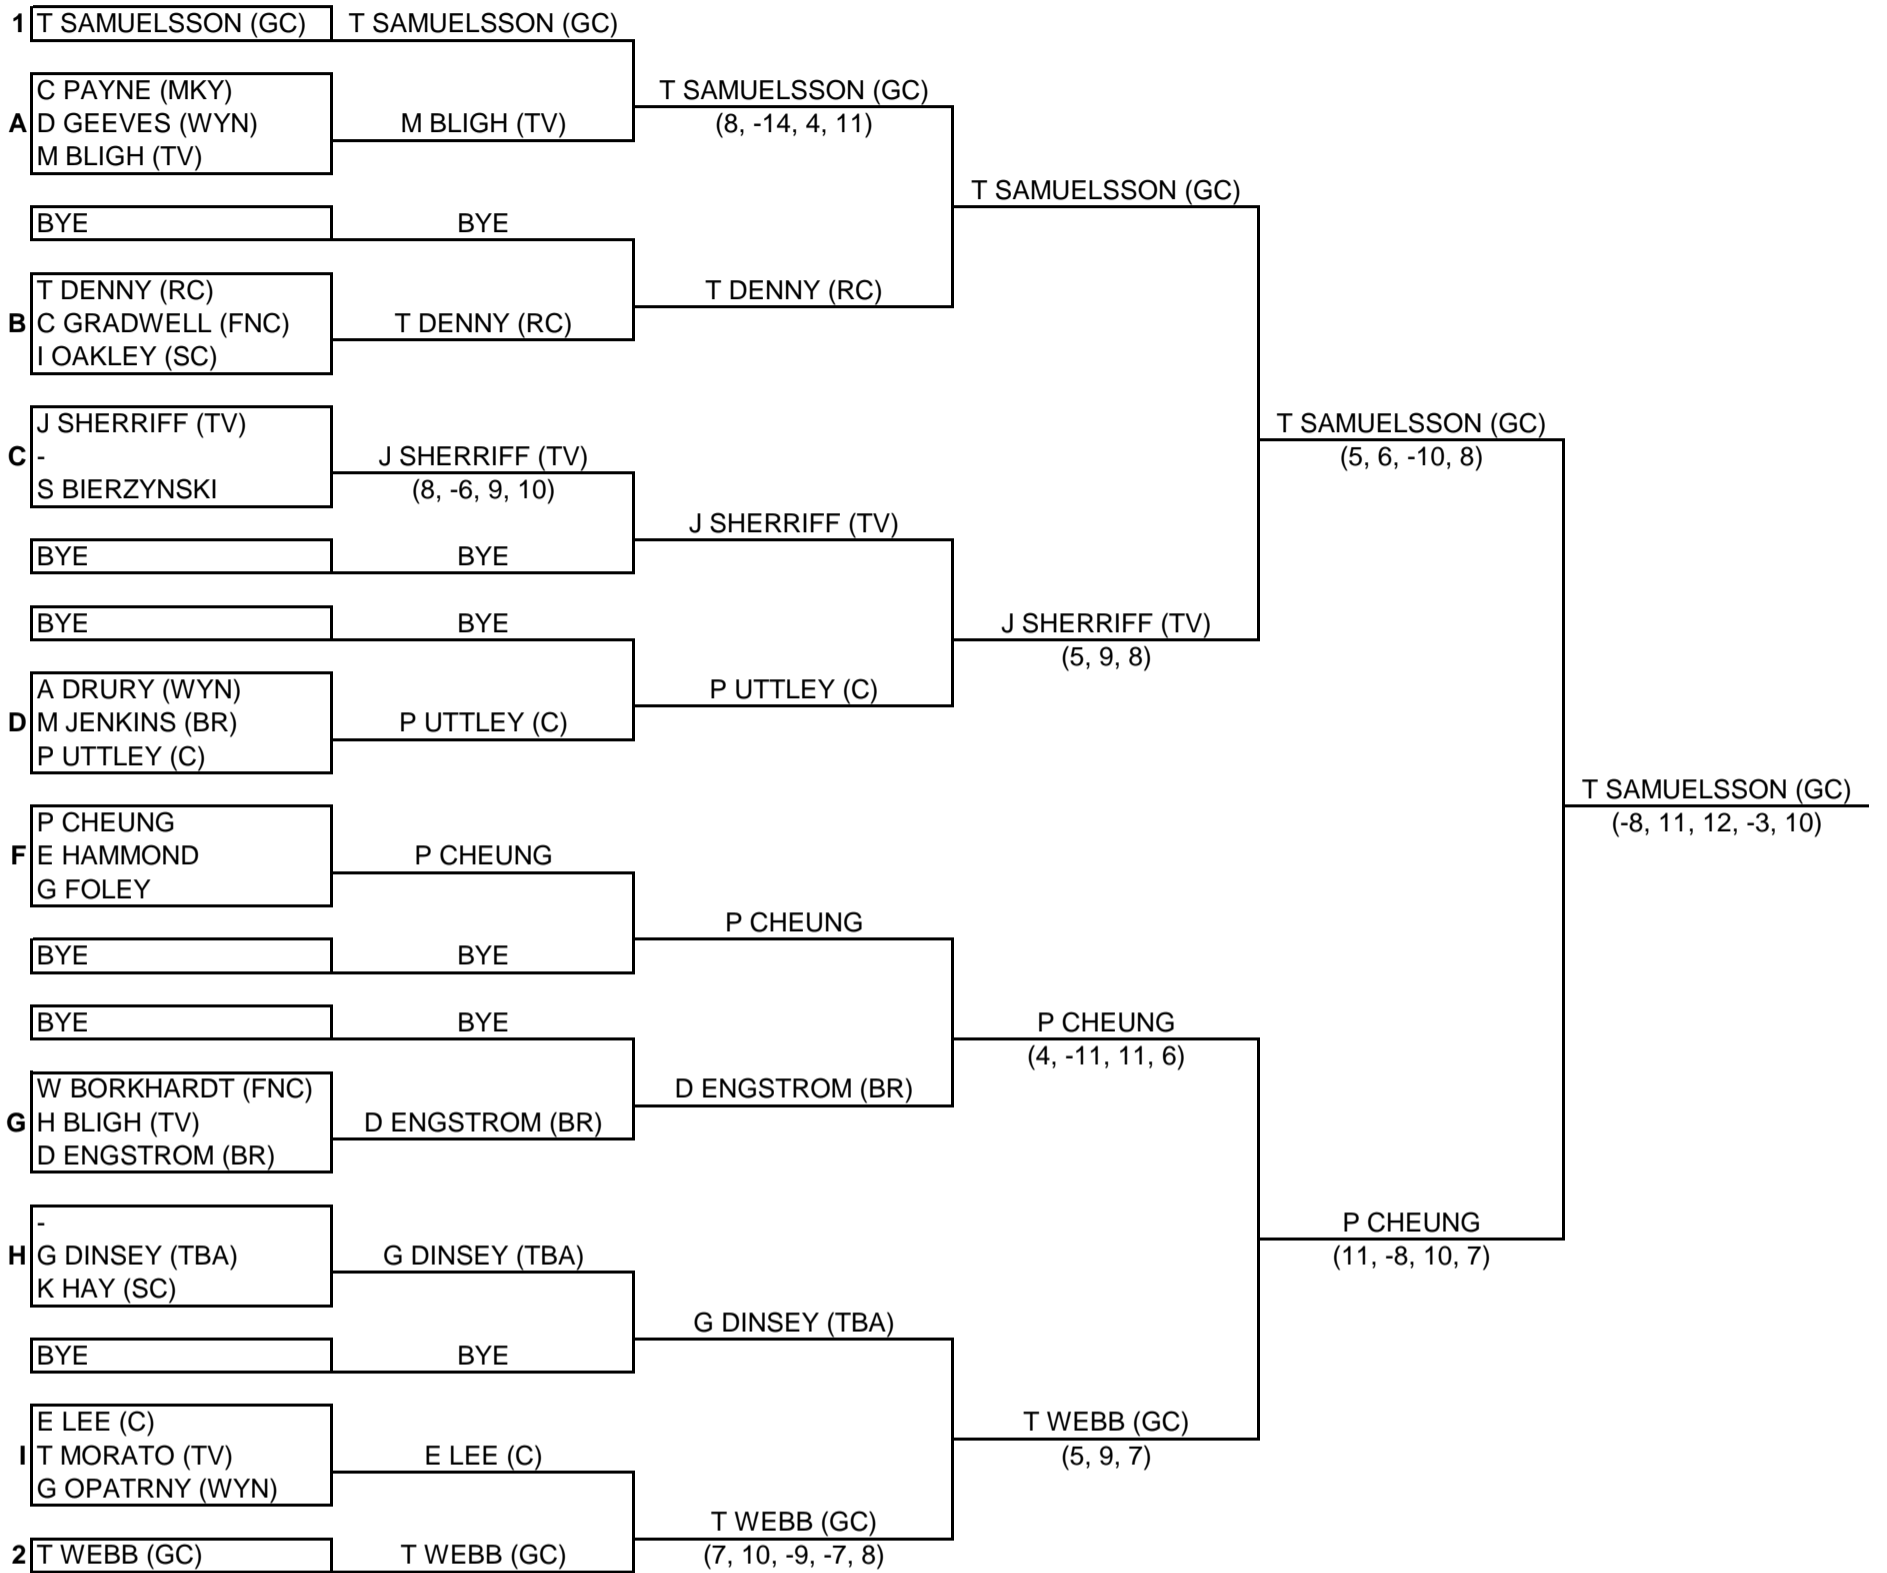 1 T SAMUELSSON (GC) T SAMUELSSON (GC)
C PAYNE (MKY) T SAMUELSSON (GC)
A D GEEVES (WYN) M BLIGH (TV) (8, -14, 4, 11)
M BLIGH (TV)
T SAMUELSSON (GC)
BYE BYE
T DENNY (RC) T DENNY (RC)
B C GRADWELL (FNC) T DENNY (RC)
I OAKLEY (SC)
J SHERRIFF (TV) T SAMUELSSON (GC)
C - J SHERRIFF (TV) (5, 6, -10, 8)
S BIERZYNSKI (8, -6, 9, 10)
J SHERRIFF (TV)
BYE BYE
BYE BYE J SHERRIFF (TV)
(5, 9, 8)
A DRURY (WYN) P UTTLEY (C)
D M JENKINS (BR) P UTTLEY (C)
P UTTLEY (C)
T SAMUELSSON (GC)
P CHEUNG (-8, 11, 12, -3, 10)
F E HAMMOND P CHEUNG
G FOLEY
P CHEUNG
BYE BYE
BYE BYE P CHEUNG
(4, -11, 11, 6)
W BORKHARDT (FNC) D ENGSTROM (BR)
G H BLIGH (TV) D ENGSTROM (BR)
D ENGSTROM (BR)
- P CHEUNG
H G DINSEY (TBA) G DINSEY (TBA) (11, -8, 10, 7)
K HAY (SC)
G DINSEY (TBA)
BYE BYE
E LEE (C) T WEBB (GC)
I T MORATO (TV) E LEE (C) (5, 9, 7)
G OPATRNY (WYN)
T WEBB (GC)
2 T WEBB (GC) T WEBB (GC) (7, 10, -9, -7, 8)